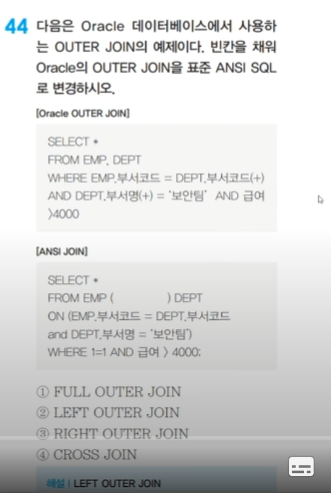 44 다음은 Oracle 데이터베이스에서 사용하
는 OUTER JOIN의 예제이다. 빈칸을 채워
Oracle의 OUTER JOIN을 표준 ANSI SQL
로 변경하시오.
[Oracle OUTER JOIN]
SELECT *
FROM EMP, DEPT
WHERE EMP.부서코드 = DEPT.부서코드(+)
AND DEPT.부서명(+) = '보안팀' AND 급여
>4000
[ANSI JOIN]
SELECT *
FROM EMP ( ) DEPT
ON (EMP.부서코드 = DEPT.부서코드
and DEPT.부서명 = '보안팀')
WHERE 1=1 AND 급여 > 4000;
① FULL OUTER JOIN
② LEFT OUTER JOIN
③ RIGHT OUTER JOIN
④ CROSS JOIN
해설 | LEFT OUTER JOIN